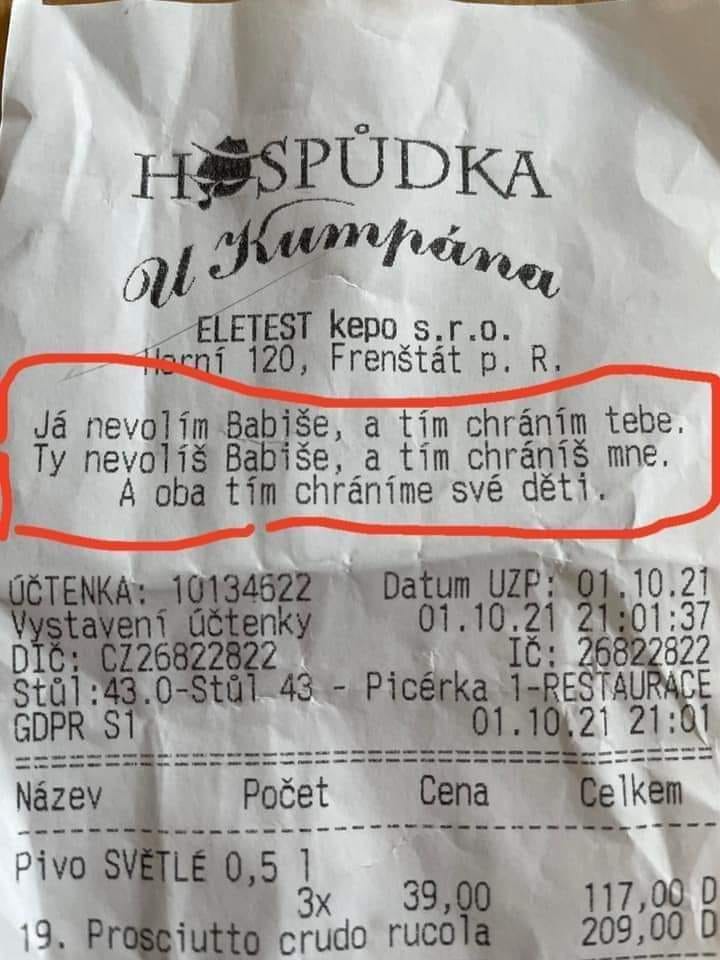 HOSPŮDKA
U Kumpána
ELETEST kepo s.r.o.
Horní 120, Frenštát p. R.
Já nevolím Babiše, a tím chráním tebe.
Ty nevolíš Babiše, a tím chráníš mne.
A oba tím chráníme své děti.
ÚČTENKA: 10134622 Datum UZP: 01.10.21
Vystavení účtenky 01.10.21 21:01:37
DIČ: CZ26822822 IČ: 26822822
Stůl:43.0-Stůl 43 - Picérka 1-RESTAURACE
GDPR S1 01.10.21 21:01
Název Počet Cena Celkem
Pivo SVĚTLÉ 0,5 l
3x 39,00 117,00 D
19. Prosciutto crudo rucola 209,00 D